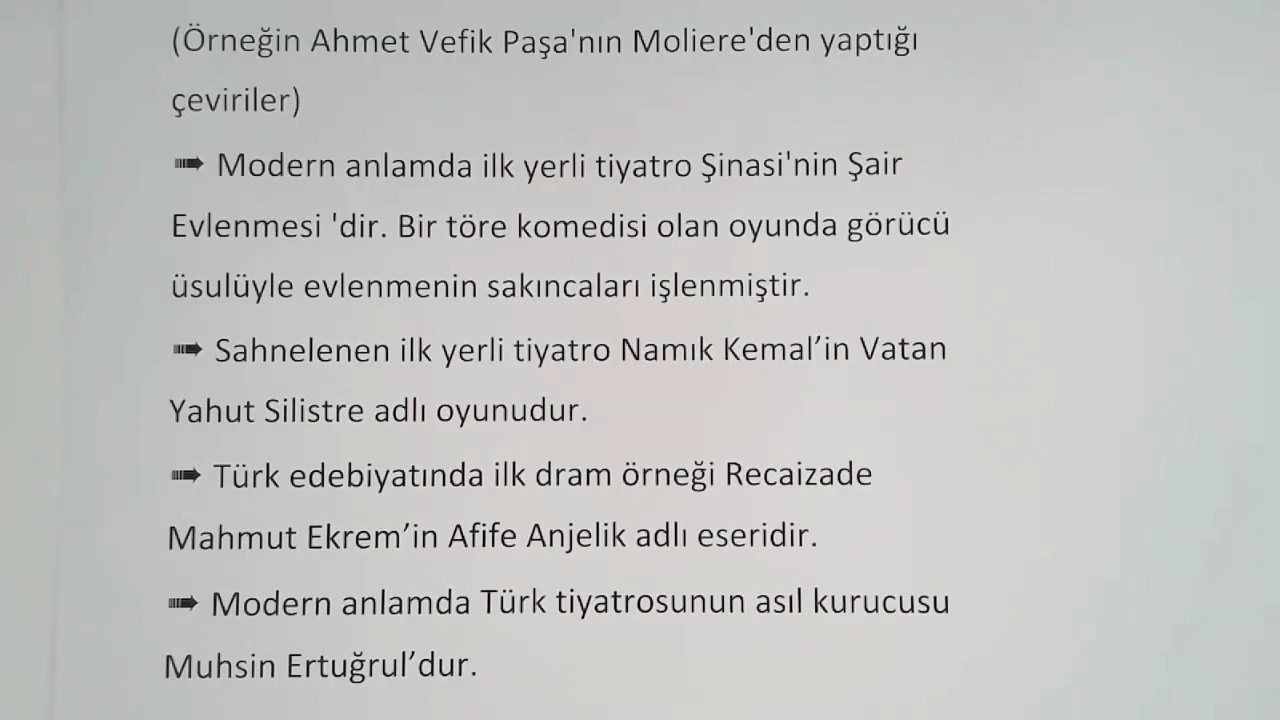 (Örneğin Ahmet Vefik Paşa'nın Moliere'den yaptığı
çeviriler)
➠ Modern anlamda ilk yerli tiyatro Şinasi'nin Şair
Evlenmesi 'dir. Bir töre komedisi olan oyunda görücü
üsulüyle evlenmenin sakıncaları işlenmiştir.
➠ Sahnelenen ilk yerli tiyatro Namık Kemal’in Vatan
Yahut Silistre adlı oyunudur.
➠ Türk edebiyatında ilk dram örneği Recaizade
Mahmut Ekrem’in Afife Anjelik adlı eseridir.
➠ Modern anlamda Türk tiyatrosunun asıl kurucusu
Muhsin Ertuğrul’dur.